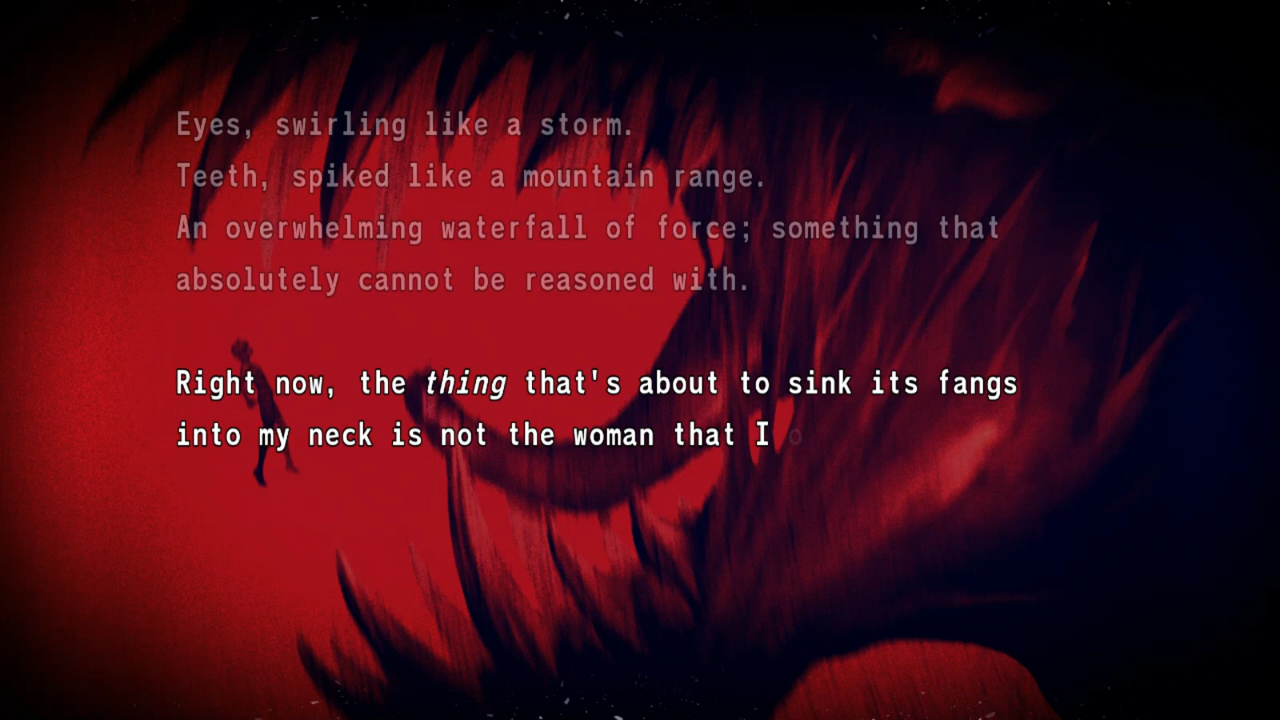 Eyes, swirling like a storm.
Teeth, spiked like a mountain range.
An overwhelming waterfall of force; something that
absolutely cannot be reasoned with.
Right now, the thing that's about to sink its fangs
into my neck is not the woman that I o